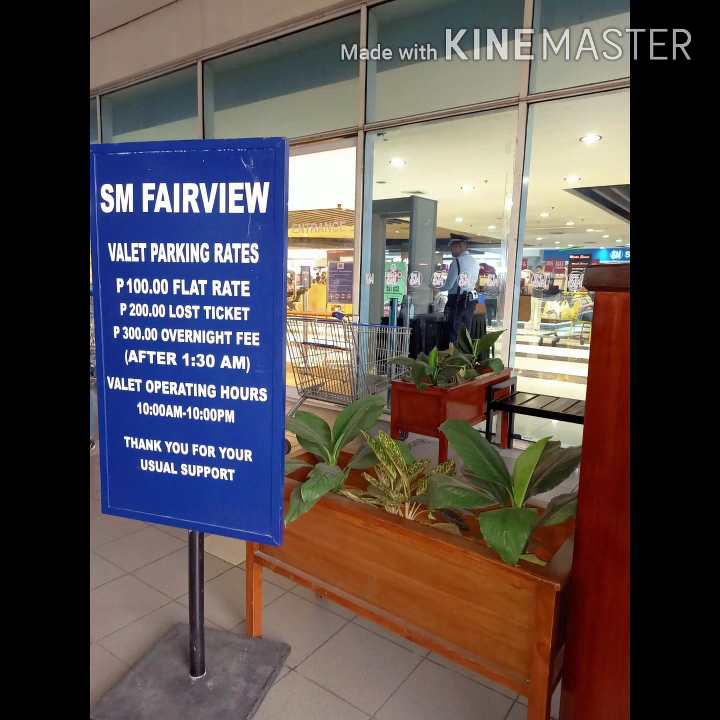 Made with KINEMASTER
SM FAIRVIEW
VALET PARKING RATES
P 100.00 FLAT RATE
P 200.00 LOST TICKET
P 300.00 OVERNIGHT FEE
(AFTER 1:30 AM)
VALET OPERATING HOURS
10:00AM-10:00PM
THANK YOU FOR YOUR
USUAL SUPPORT
ENTRANCE